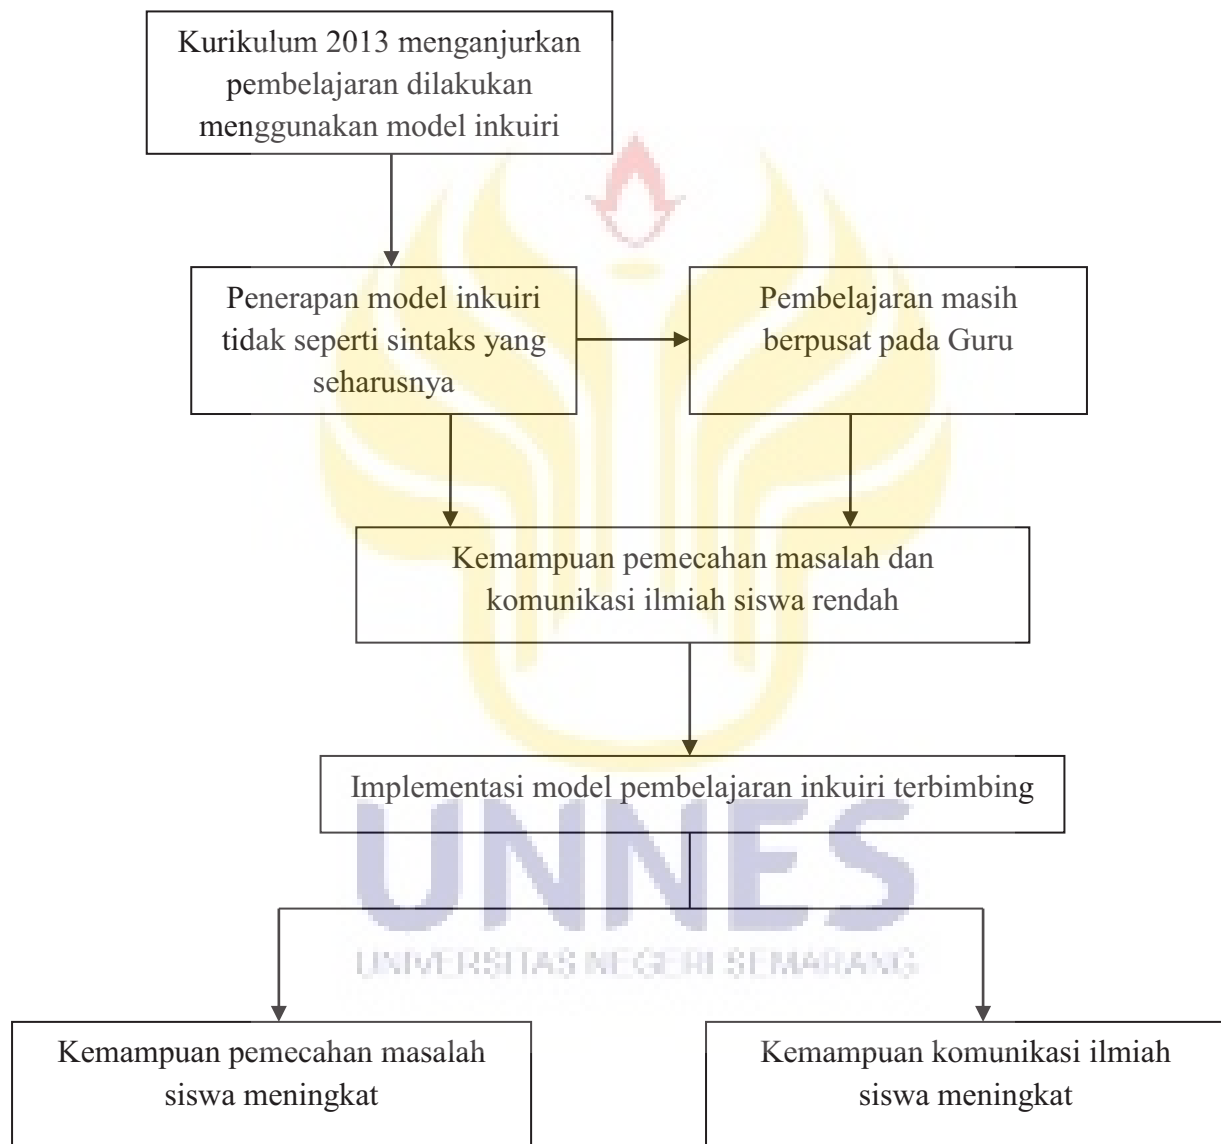 Kurikulum 2013 menganjurkan
pembelajaran dilakukan
menggunakan model inkuiri
Penerapan model inkuiri
tidak seperti sintaks yang
seharusnya
Pembelajaran masih
berpusat pada Guru
Kemampuan pemecahan masalah dan
komunikasi ilmiah siswa rendah
Implementasi model pembelajaran inkuiri terbimbing
UNNES
UNIVERSITAS NEGERI SEMARANG
Kemampuan pemecahan masalah
siswa meningkat
Kemampuan komunikasi ilmiah
siswa meningkat